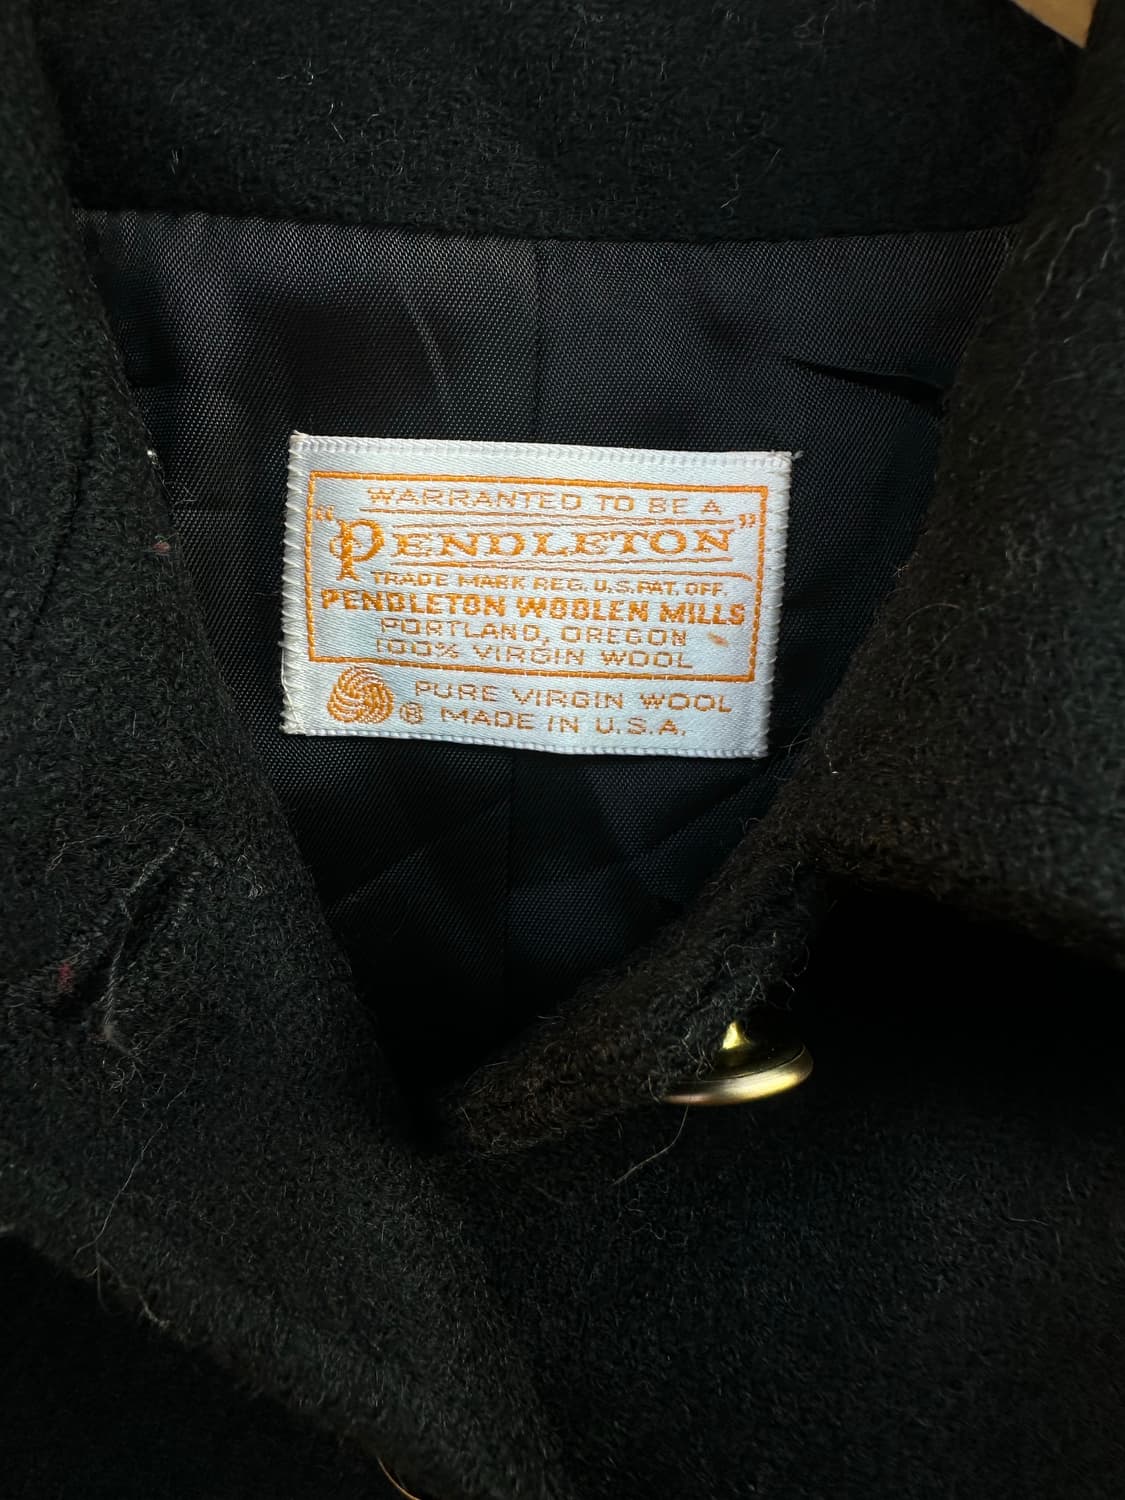 WARRANTED TO BE A
"PENDLETON"
TRADE MARK REG. U.S. PAT. OFF.
PENDLETON WOOLEN MILLS
PORTLAND, OREGON
100% VIRGIN WOOL
PURE VIRGIN WOOL
® MADE IN U.S.A.